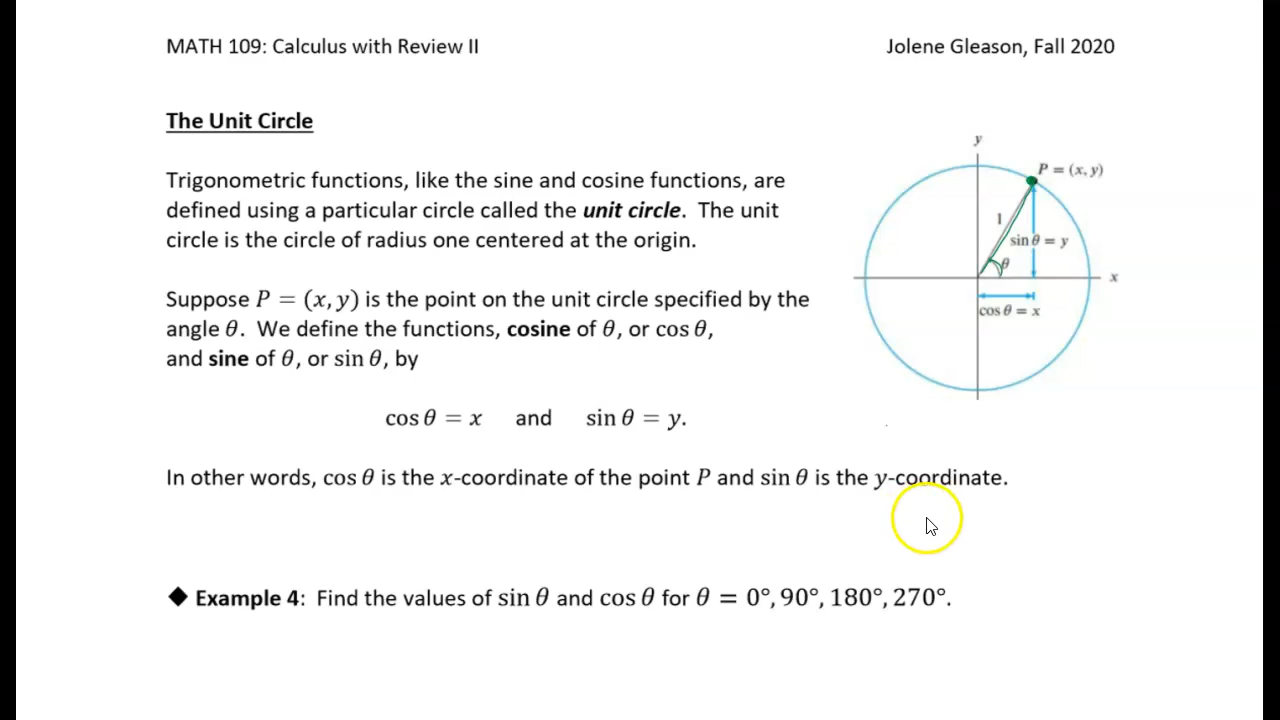 MATH 109: Calculus with Review II
Jolene Gleason, Fall 2020
The Unit Circle
Trigonometric functions, like the sine and cosine functions, are
defined using a particular circle called the unit circle. The unit
circle is the circle of radius one centered at the origin.
Suppose P = (x, y) is the point on the unit circle specified by the
angle θ. We define the functions, cosine of θ, or cos θ,
and sine of θ, or sin θ, by
y
P = (x, y)
1
sin θ = y
θ
x
cos θ = x
cos θ = x and sin θ = y.
In other words, cos θ is the x-coordinate of the point P and sin θ is the y-coordinate.
◆ Example 4: Find the values of sin θ and cos θ for θ = 0°, 90°, 180°, 270°.